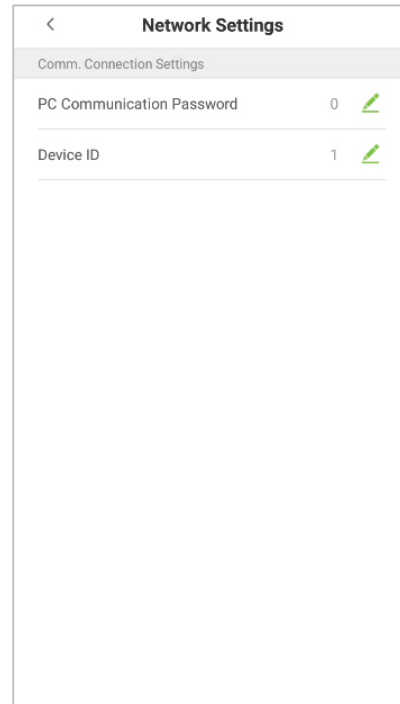 Network Settings
Comm. Connection Settings
PC Communication Password 0
Device ID 1